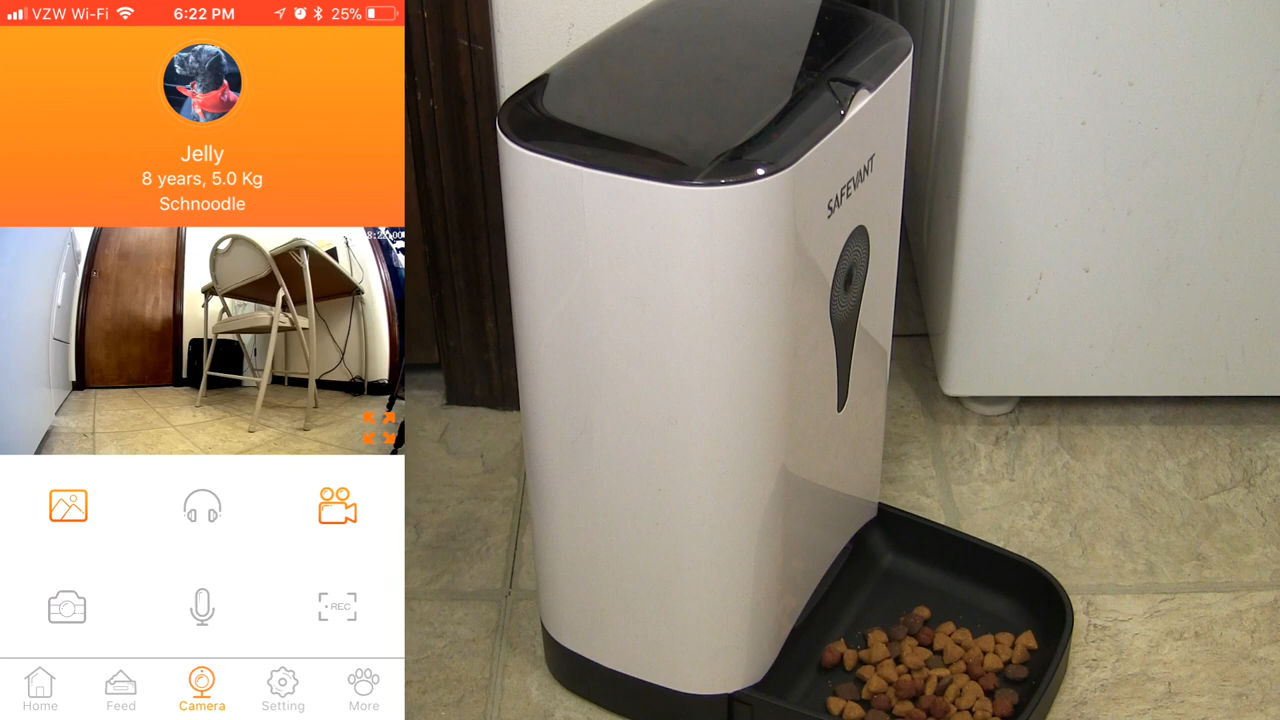 VZW Wi-Fi 6:22 PM 25%
Jelly
8 years, 5.0 Kg
Schnoodle
REC
Home Feed Camera Setting More
SAFEVANT